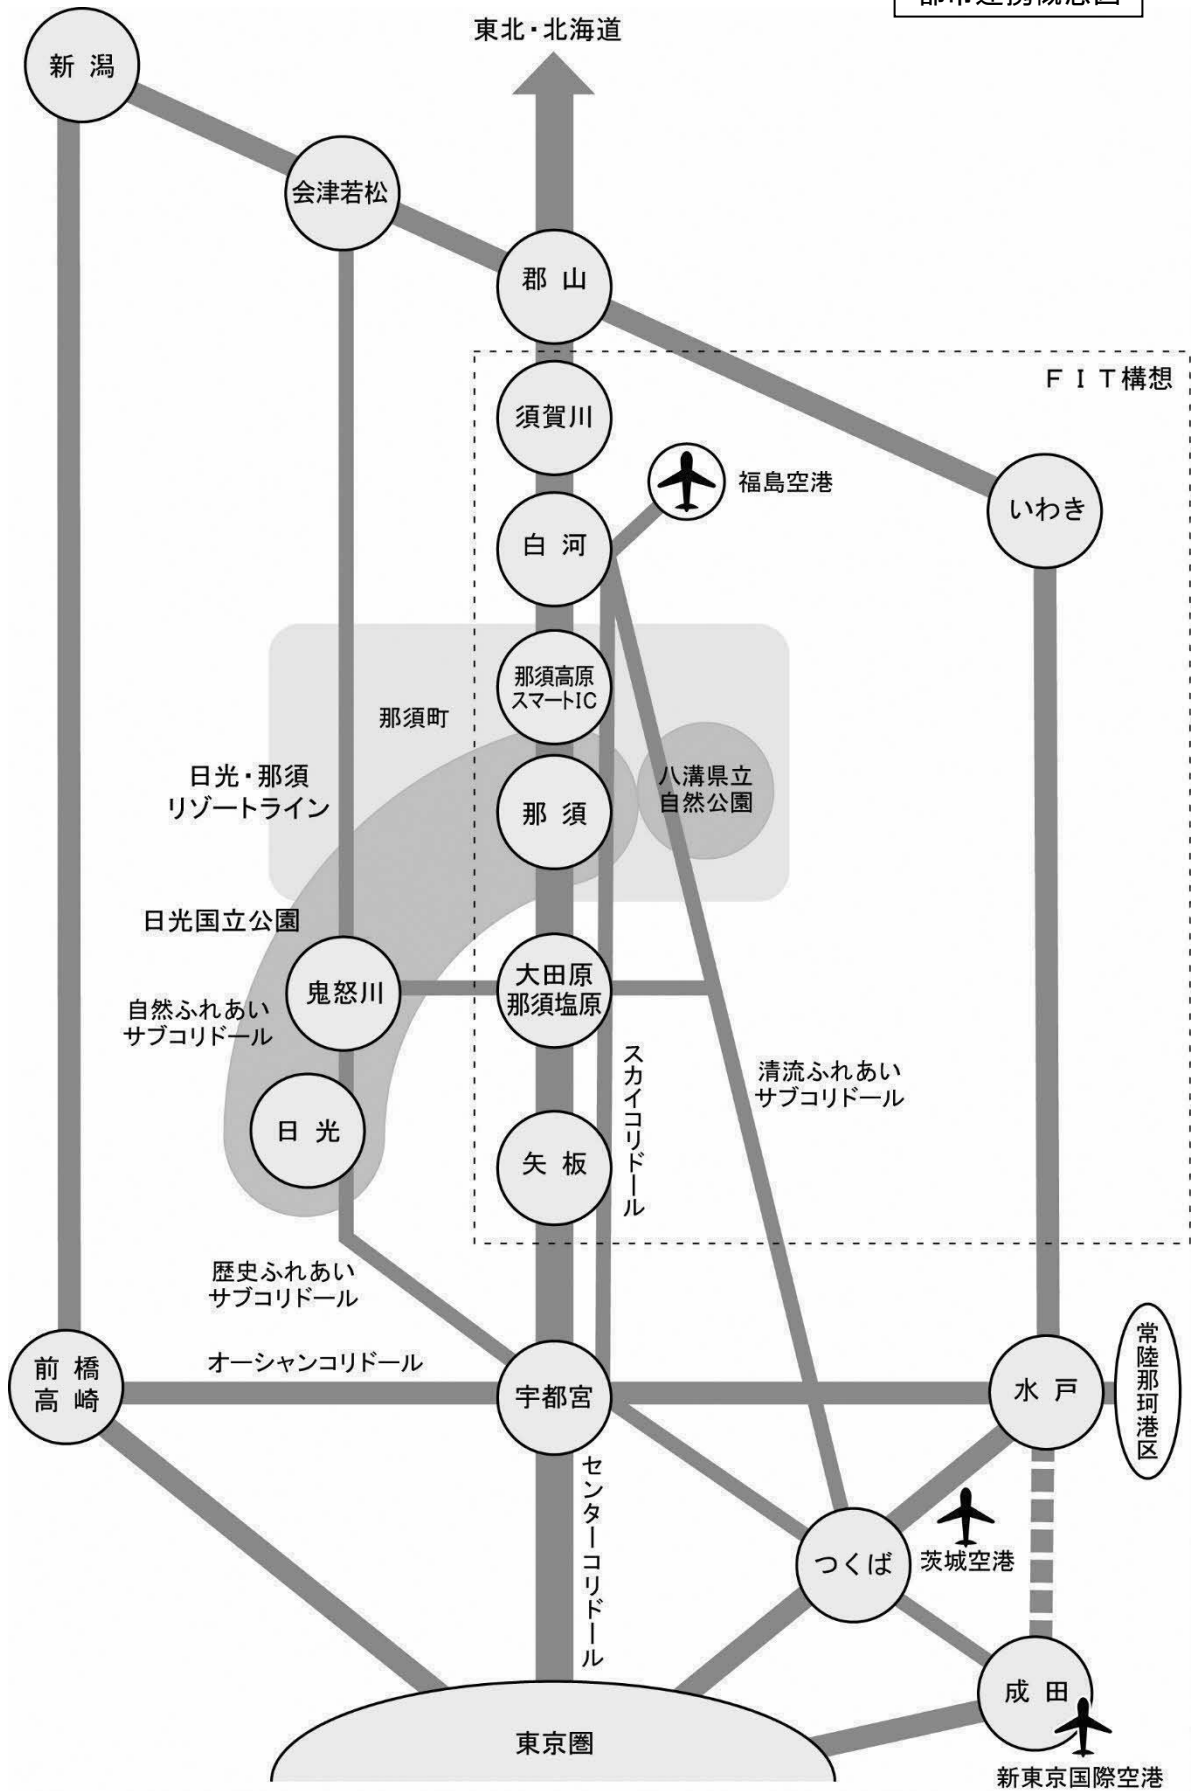 都市連携概念図
東北・北海道
新潟
会津若松
郡山
FIT構想
須賀川
福島空港
いわき
白河
那須高原
スマートIC
那須町
日光・那須
リゾートライン
八溝県立
自然公園
那須
日光国立公園
鬼怒川
大田原
那須塩原
自然ふれあい
サブコリドール
スカイコリドール
清流ふれあい
サブコリドール
日光
矢板
歴史ふれあい
サブコリドール
オーシャンコリドール
前橋
高崎
宇都宮
水戸
常陸那珂港区
センターコリドール
つくば
茨城空港
成田
東京圏
新東京国際空港